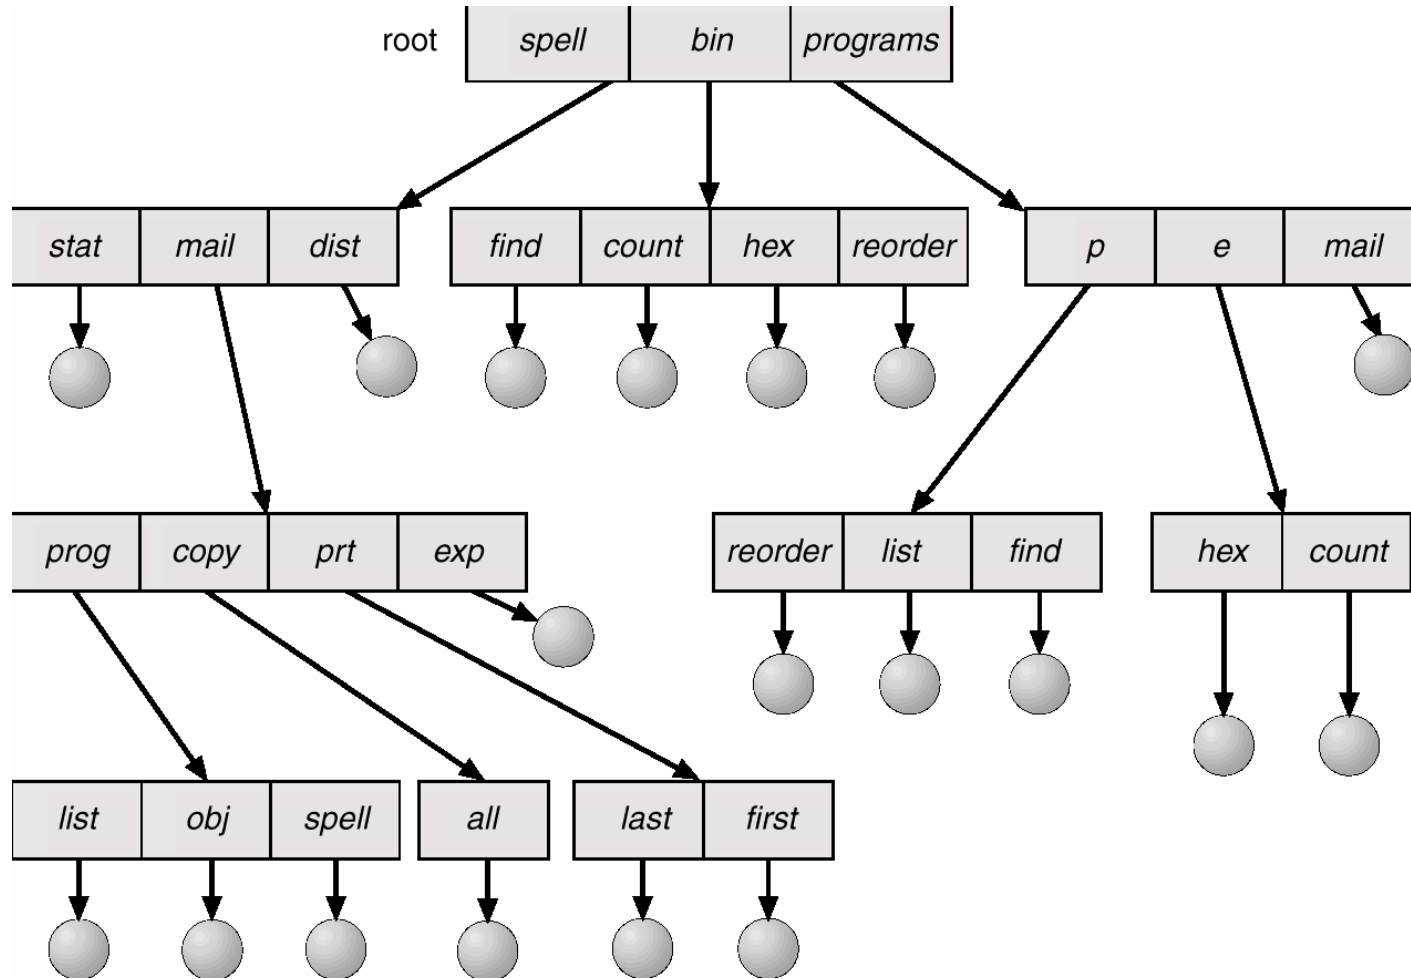 root spell bin programs
stat mail dist find count hex reorder p e mail
prog copy prt exp reorder list find hex count
list obj spell all last first